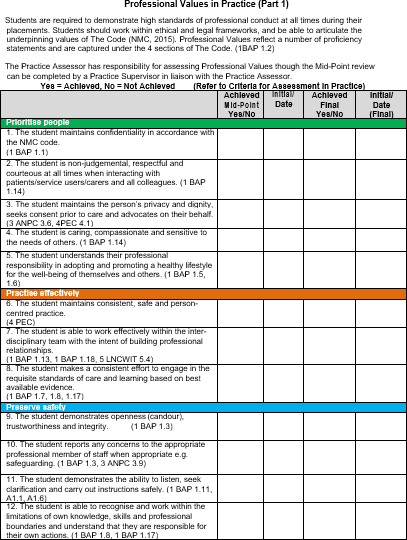 Professional Values in Practice (Part 1)
Students are required to demonstrate high standards of professional conduct at all times during their
placements. Students should work within ethical and legal frameworks, and be able to articulate the
underpinning values of The Code (NMC, 2015). Professional Values reflect a number of proficiency
statements and are captured under the 4 sections of The Code. (1BAP 1.2)
The Practice Assessor has responsibility for assessing Professional Values though the Mid-Point review
can be completed by a Practice Supervisor in liaison with the Practice Assessor.
Yes = Achieved, No = Not Achieved (Refer to Criteria for Assessment in Practice)
Achieved Mid-Point Yes/No
Initial/ Date
Achieved Final Yes/No
Initial/ Date (Final)
Prioritise people
1. The student maintains confidentiality in accordance with
the NMC code.
(1 BAP 1.1)
2. The student is non-judgemental, respectful and
courteous at all times when interacting with
patients/service users/carers and all colleagues. (1 BAP
1.14)
3. The student maintains the person's privacy and dignity,
seeks consent prior to care and advocates on their behalf.
(3 ANPC 3.6, 4PEC 4.1)
4. The student is caring, compassionate and sensitive to
the needs of others. (1 BAP 1.14)
5. The student understands their professional
responsibility in adopting and promoting a healthy lifestyle
for the well-being of themselves and others. (1 BAP 1.5,
1.6)
Practise effectively
6. The student maintains consistent, safe and person-
centred practice.
(4 PEC)
7. The student is able to work effectively within the inter-
disciplinary team with the intent of building professional
relationships.
(1 BAP 1.13, 1 BAP 1.18, 5 LNCWIT 5.4)
8. The student makes a consistent effort to engage in the
requisite standards of care and learning based on best
available evidence.
(1 BAP 1.7, 1.8, 1.17)
Preserve safety
9. The student demonstrates openness (candour),
trustworthiness and integrity. (1 BAP 1.3)
10. The student reports any concerns to the appropriate
professional member of staff when appropriate e.g.
safeguarding. (1 BAP 1.3, 3 ANPC 3.9)
11. The student demonstrates the ability to listen, seek
clarification and carry out instructions safely. (1 BAP 1.11,
A1.1, A1.6)
12. The student is able to recognise and work within the
limitations of own knowledge, skills and professional
boundaries and understand that they are responsible for
their own actions. (1 BAP 1.8, 1 BAP 1.17)